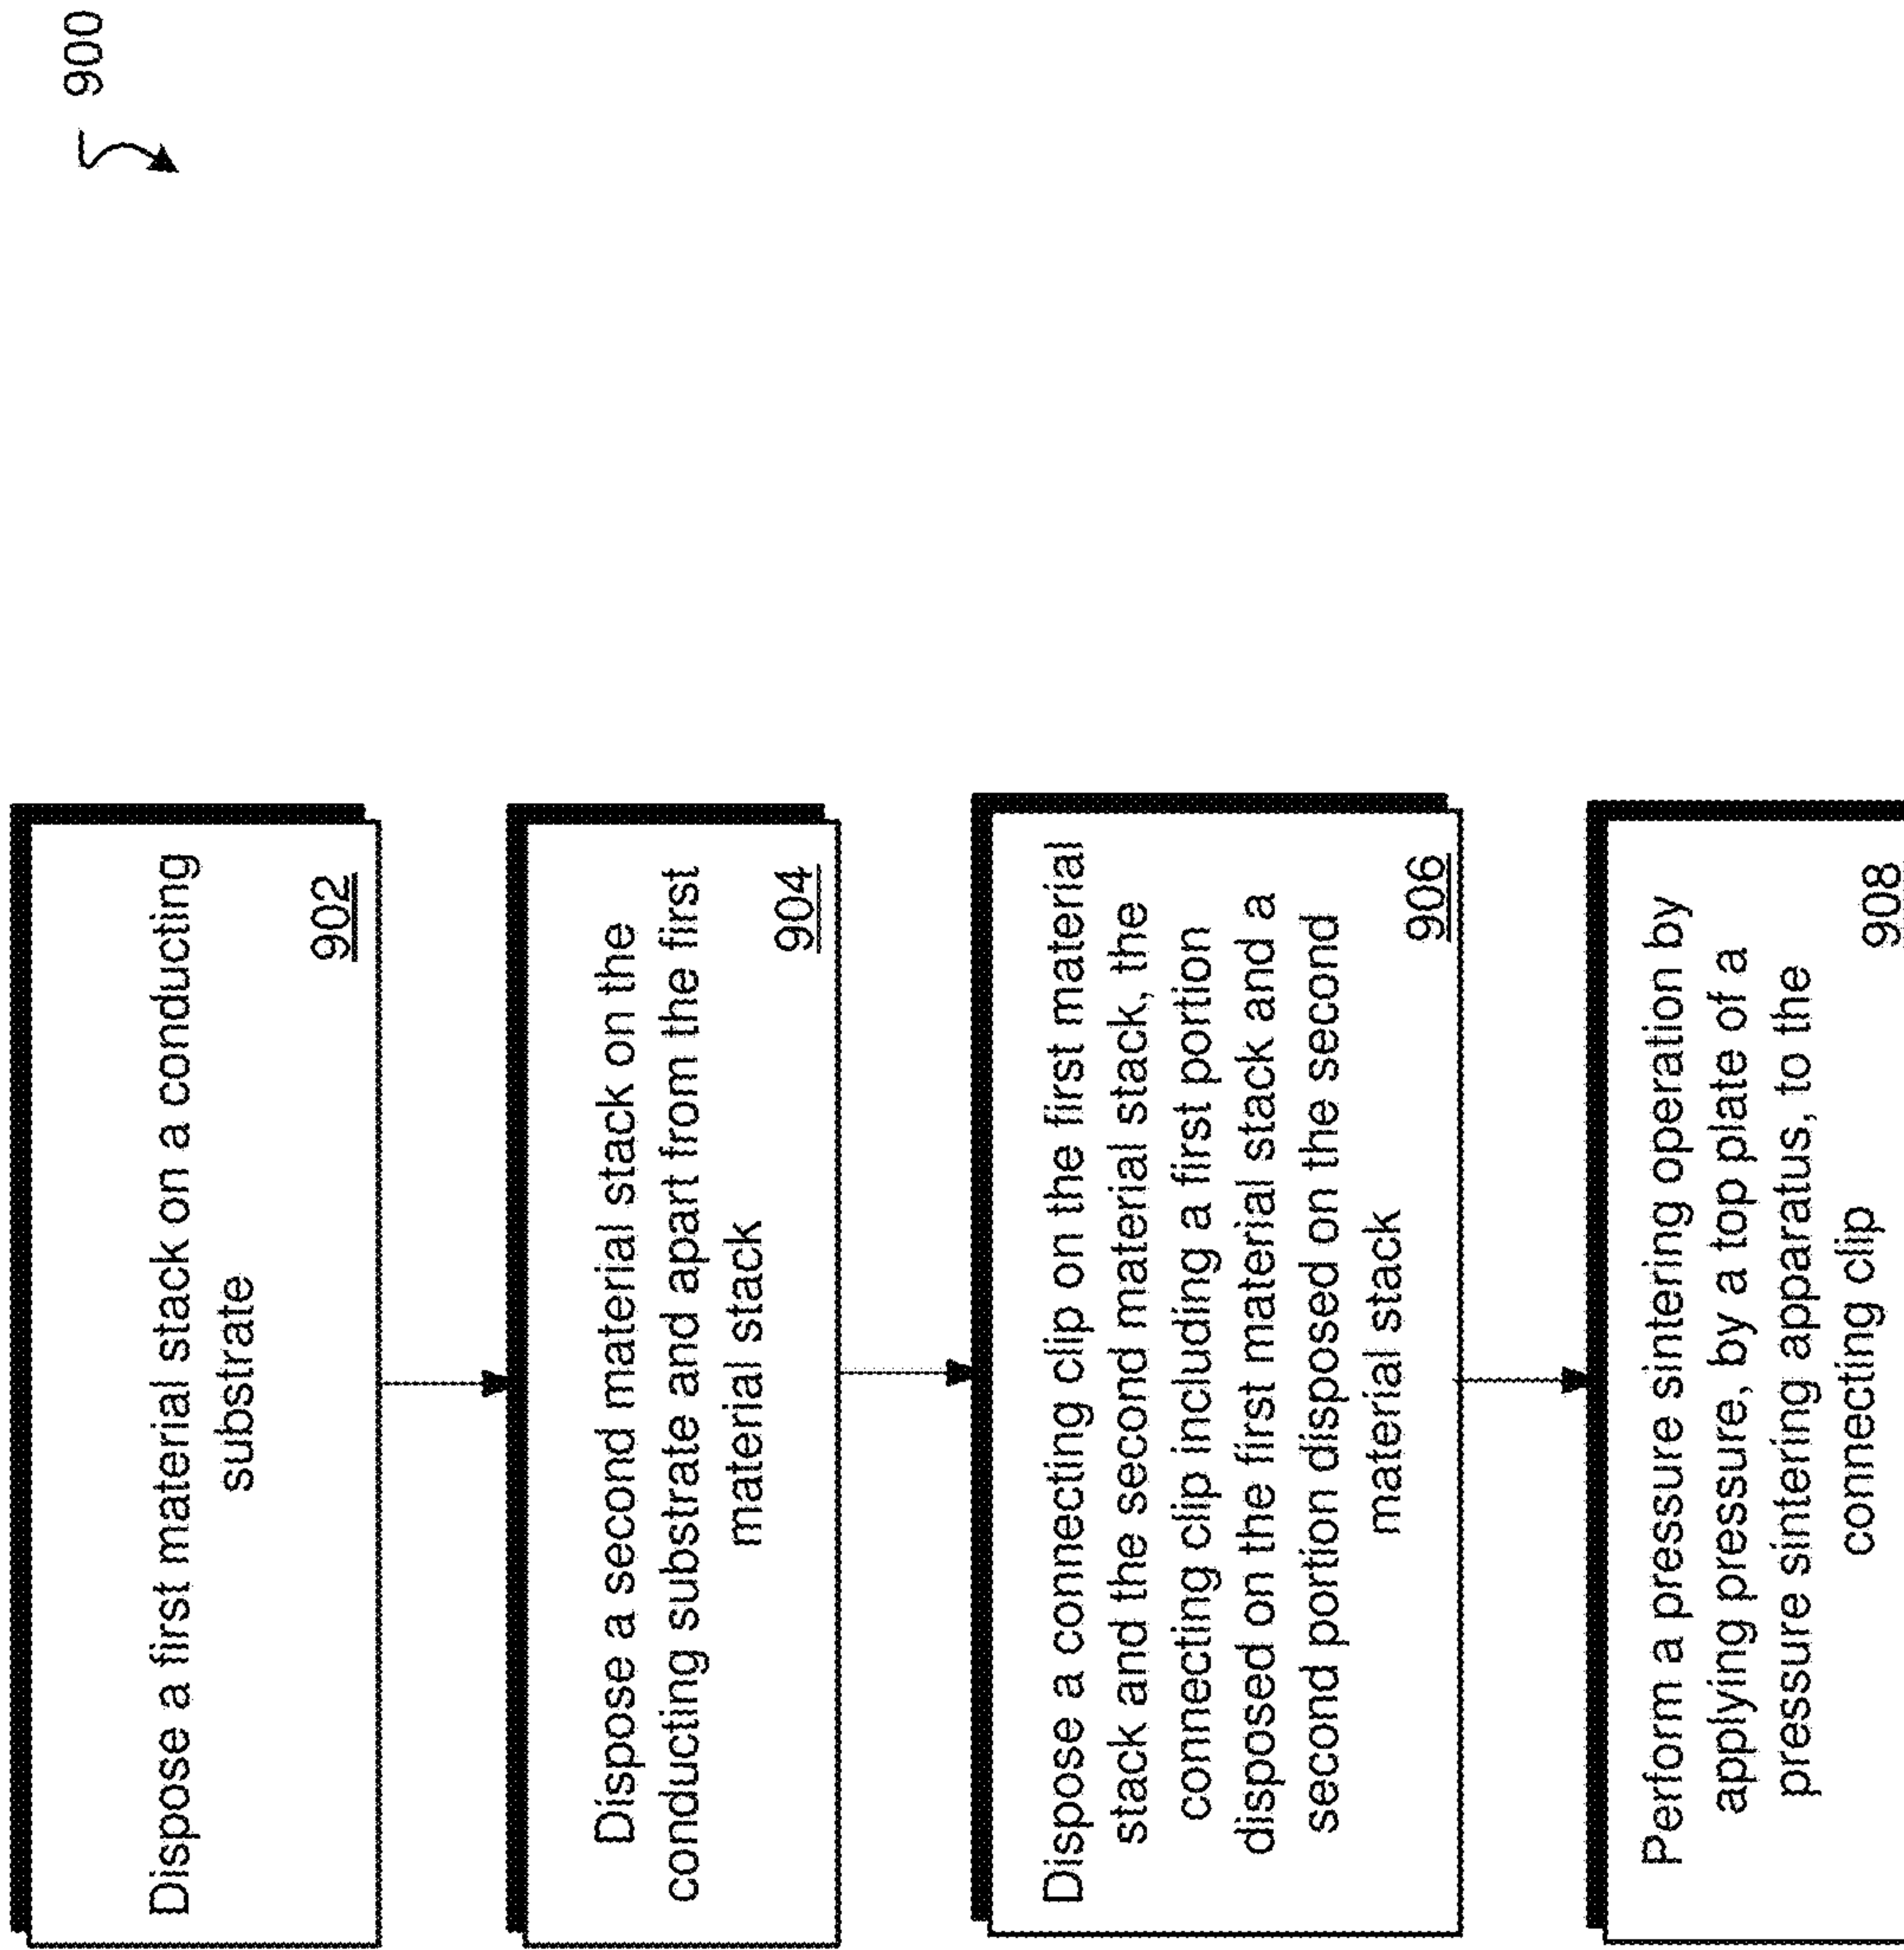 900
Dispose a first material stack on a conducting
substrate
902
Dispose a second material stack on the
conducting substrate and apart from the first
material stack
904
Dispose a connecting clip on the first material
stack and the second material stack, the
connecting clip including a first portion
disposed on the first material stack and a
second portion disposed on the second
material stack
906
Perform a pressure sintering operation by
applying pressure, by a top plate of a
pressure sintering apparatus, to the
connecting clip
908